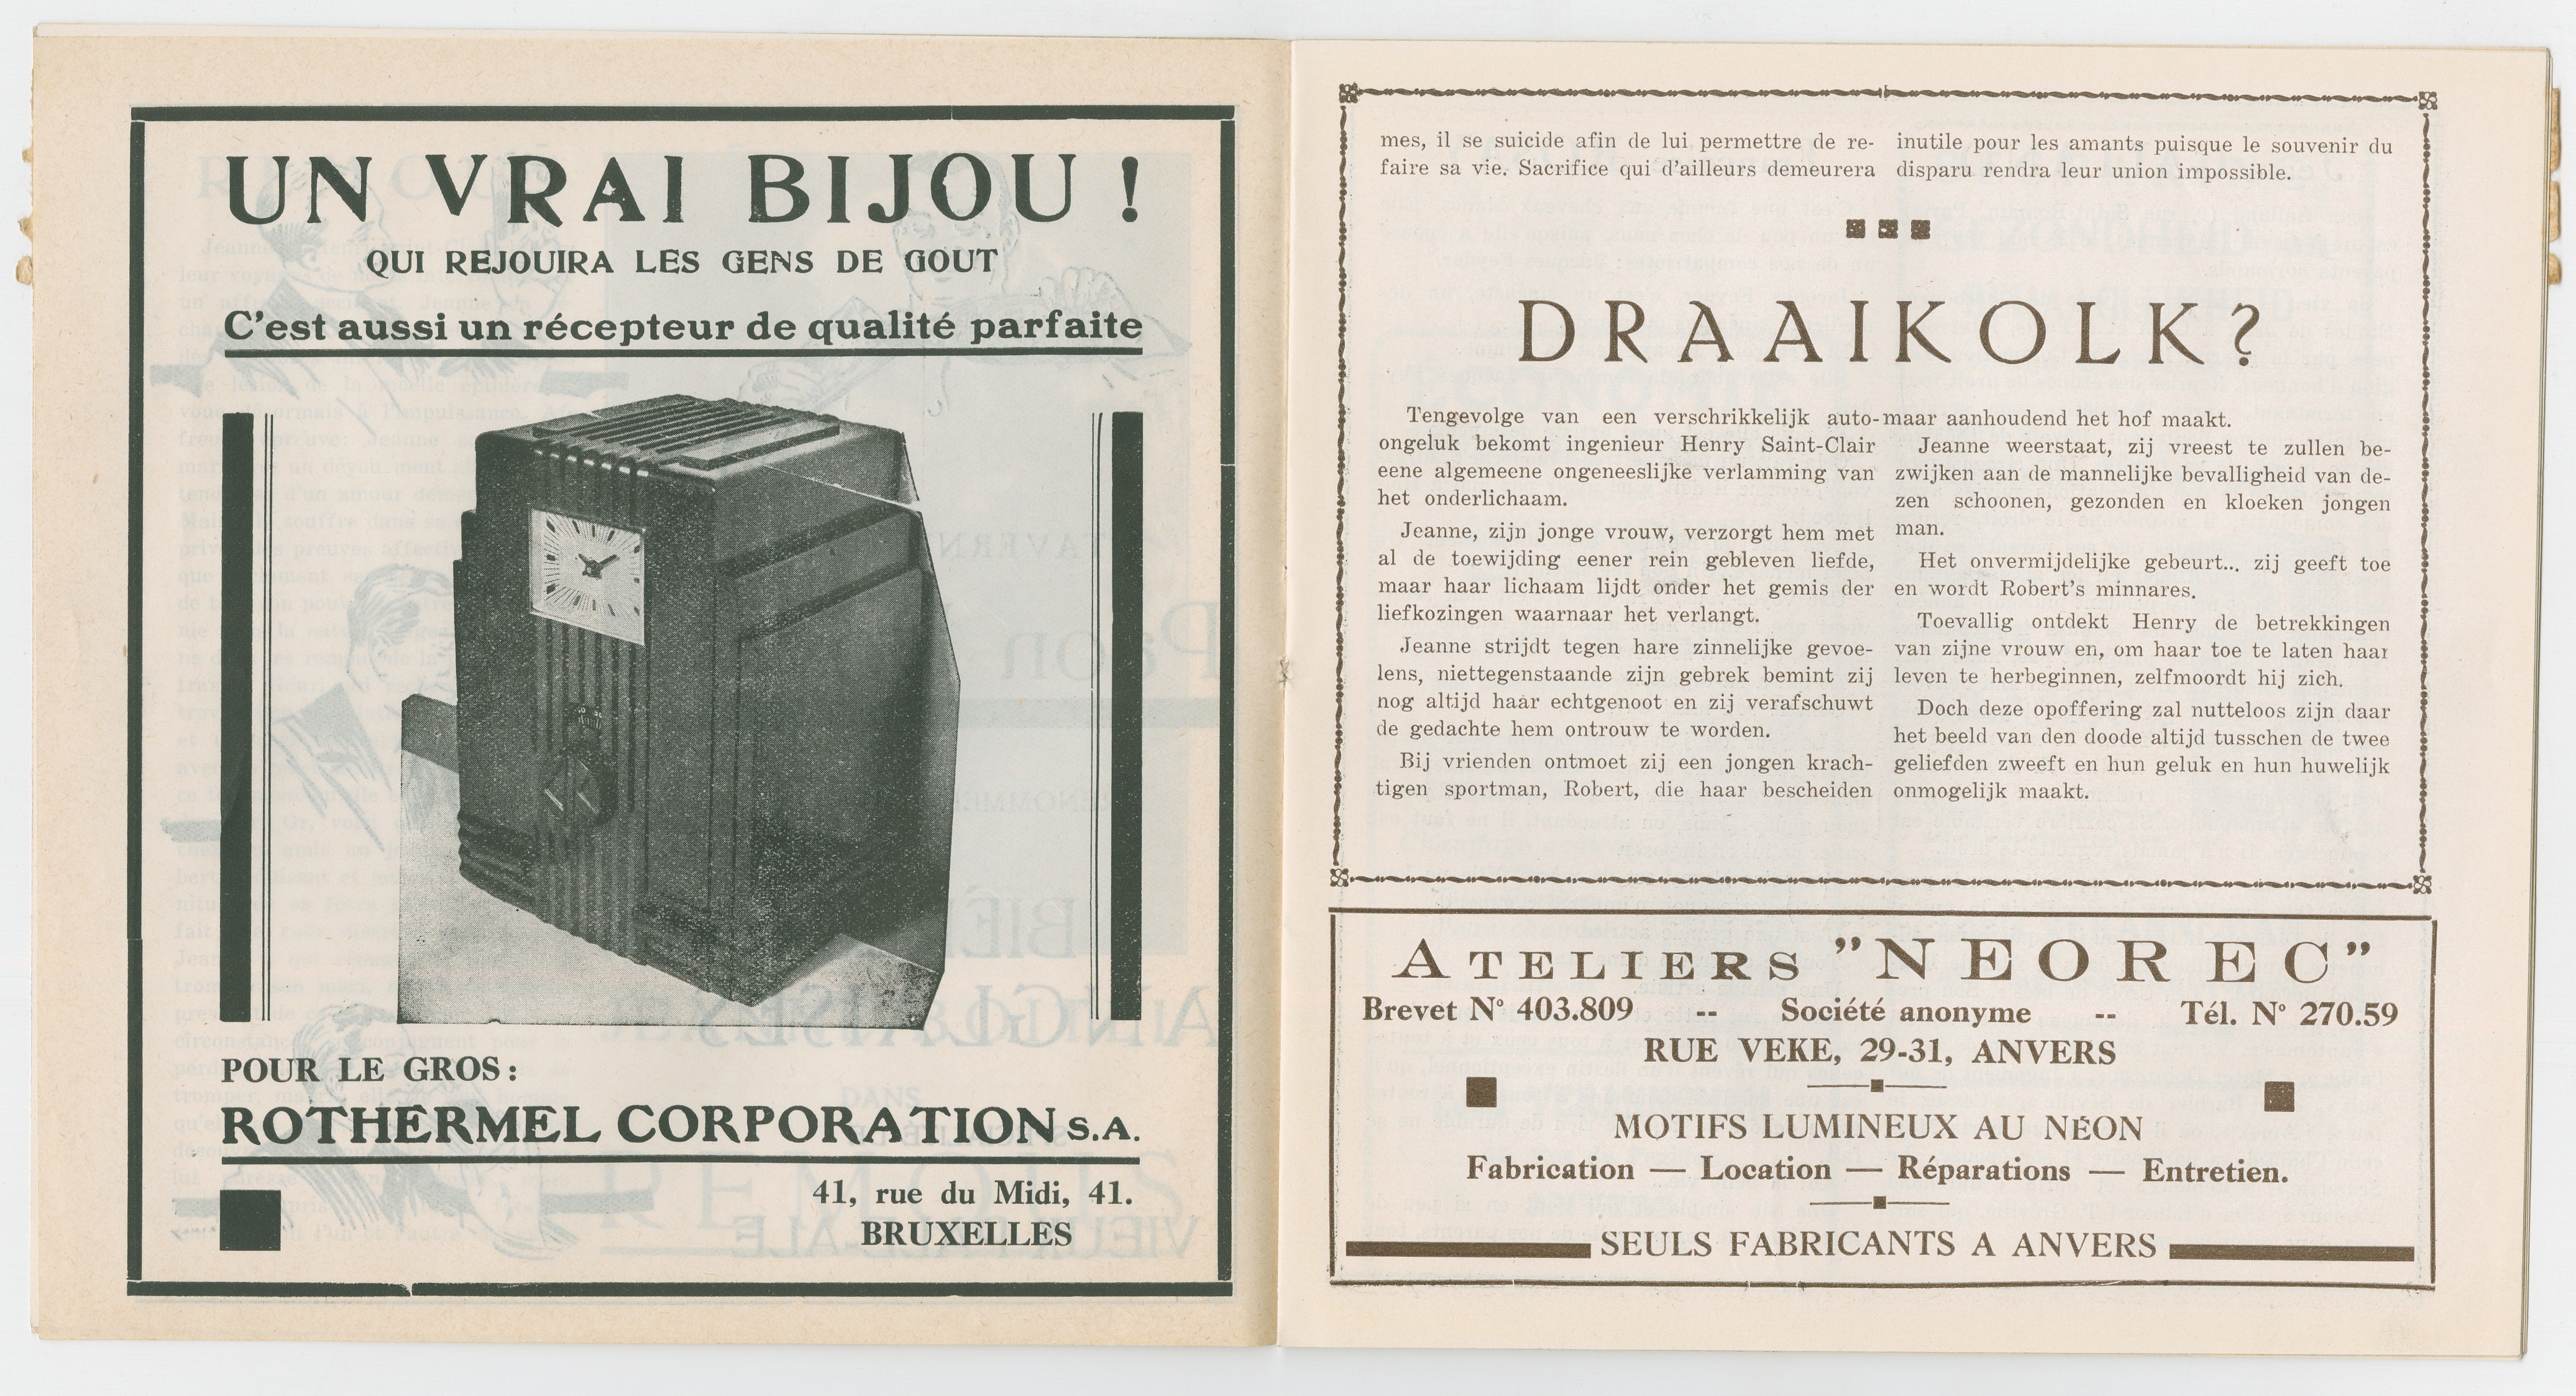 UN VRAI BIJOU !
QUI REJOUIRA LES GENS DE GOUT
C'est aussi un récepteur de qualité parfaite
POUR LE GROS :
ROTHERMEL CORPORATION S.A.
41, rue du Midi, 41.
BRUXELLES
mes, il se suicide afin de lui permettre de re-
faire sa vie. Sacrifice qui d'ailleurs demeurera
inutile pour les amants puisque le souvenir du
disparu rendra leur union impossible.
DRAAIKOLK?
Tengevolge van een verschrikkelijk auto-
ongeluk bekomt ingenieur Henry Saint-Clair
eene algemeene ongeneeslijke verlamming van
het onderlichaam.
Jeanne, zijn jonge vrouw, verzorgt hem met
al de toewijding eener rein gebleven liefde,
maar haar lichaam lijdt onder het gemis der
liefkozingen waarnaar het verlangt.
Jeanne strijdt tegen hare zinnelijke gevoe-
lens, niettegenstaande zijn gebrek bemint zij
nog altijd haar echtgenoot en zij verafschuwt
de gedachte hem ontrouw te worden.
Bij vrienden ontmoet zij een jongen krach-
tigen sportman, Robert, die haar bescheiden
maar aanhoudend het hof maakt.
Jeanne weerstaat, zij vreest te zullen be-
zwijken aan de mannelijke bevalligheid van de-
zen schoonen, gezonden en kloeken jongen
man.
Het onvermijdelijke gebeurt... zij geeft toe
en wordt Robert's minnares.
Toevallig ontdekt Henry de betrekkingen
van zijne vrouw en, om haar toe te laten haar
leven te herbeginnen, zelfmoordt hij zich.
Doch deze opoffering zal nutteloos zijn daar
het beeld van den doode altijd tusschen de twee
geliefden zweeft en hun geluk en hun huwelijk
onmogelijk maakt.
ATELIERS "NEOREC"
Brevet N° 403.809 -- Société anonyme -- Tél. N° 270.59
RUE VEKE, 29-31, ANVERS
MOTIFS LUMINEUX AU NÉON
Fabrication — Location — Réparations — Entretien.
SEULS FABRICANTS A ANVERS